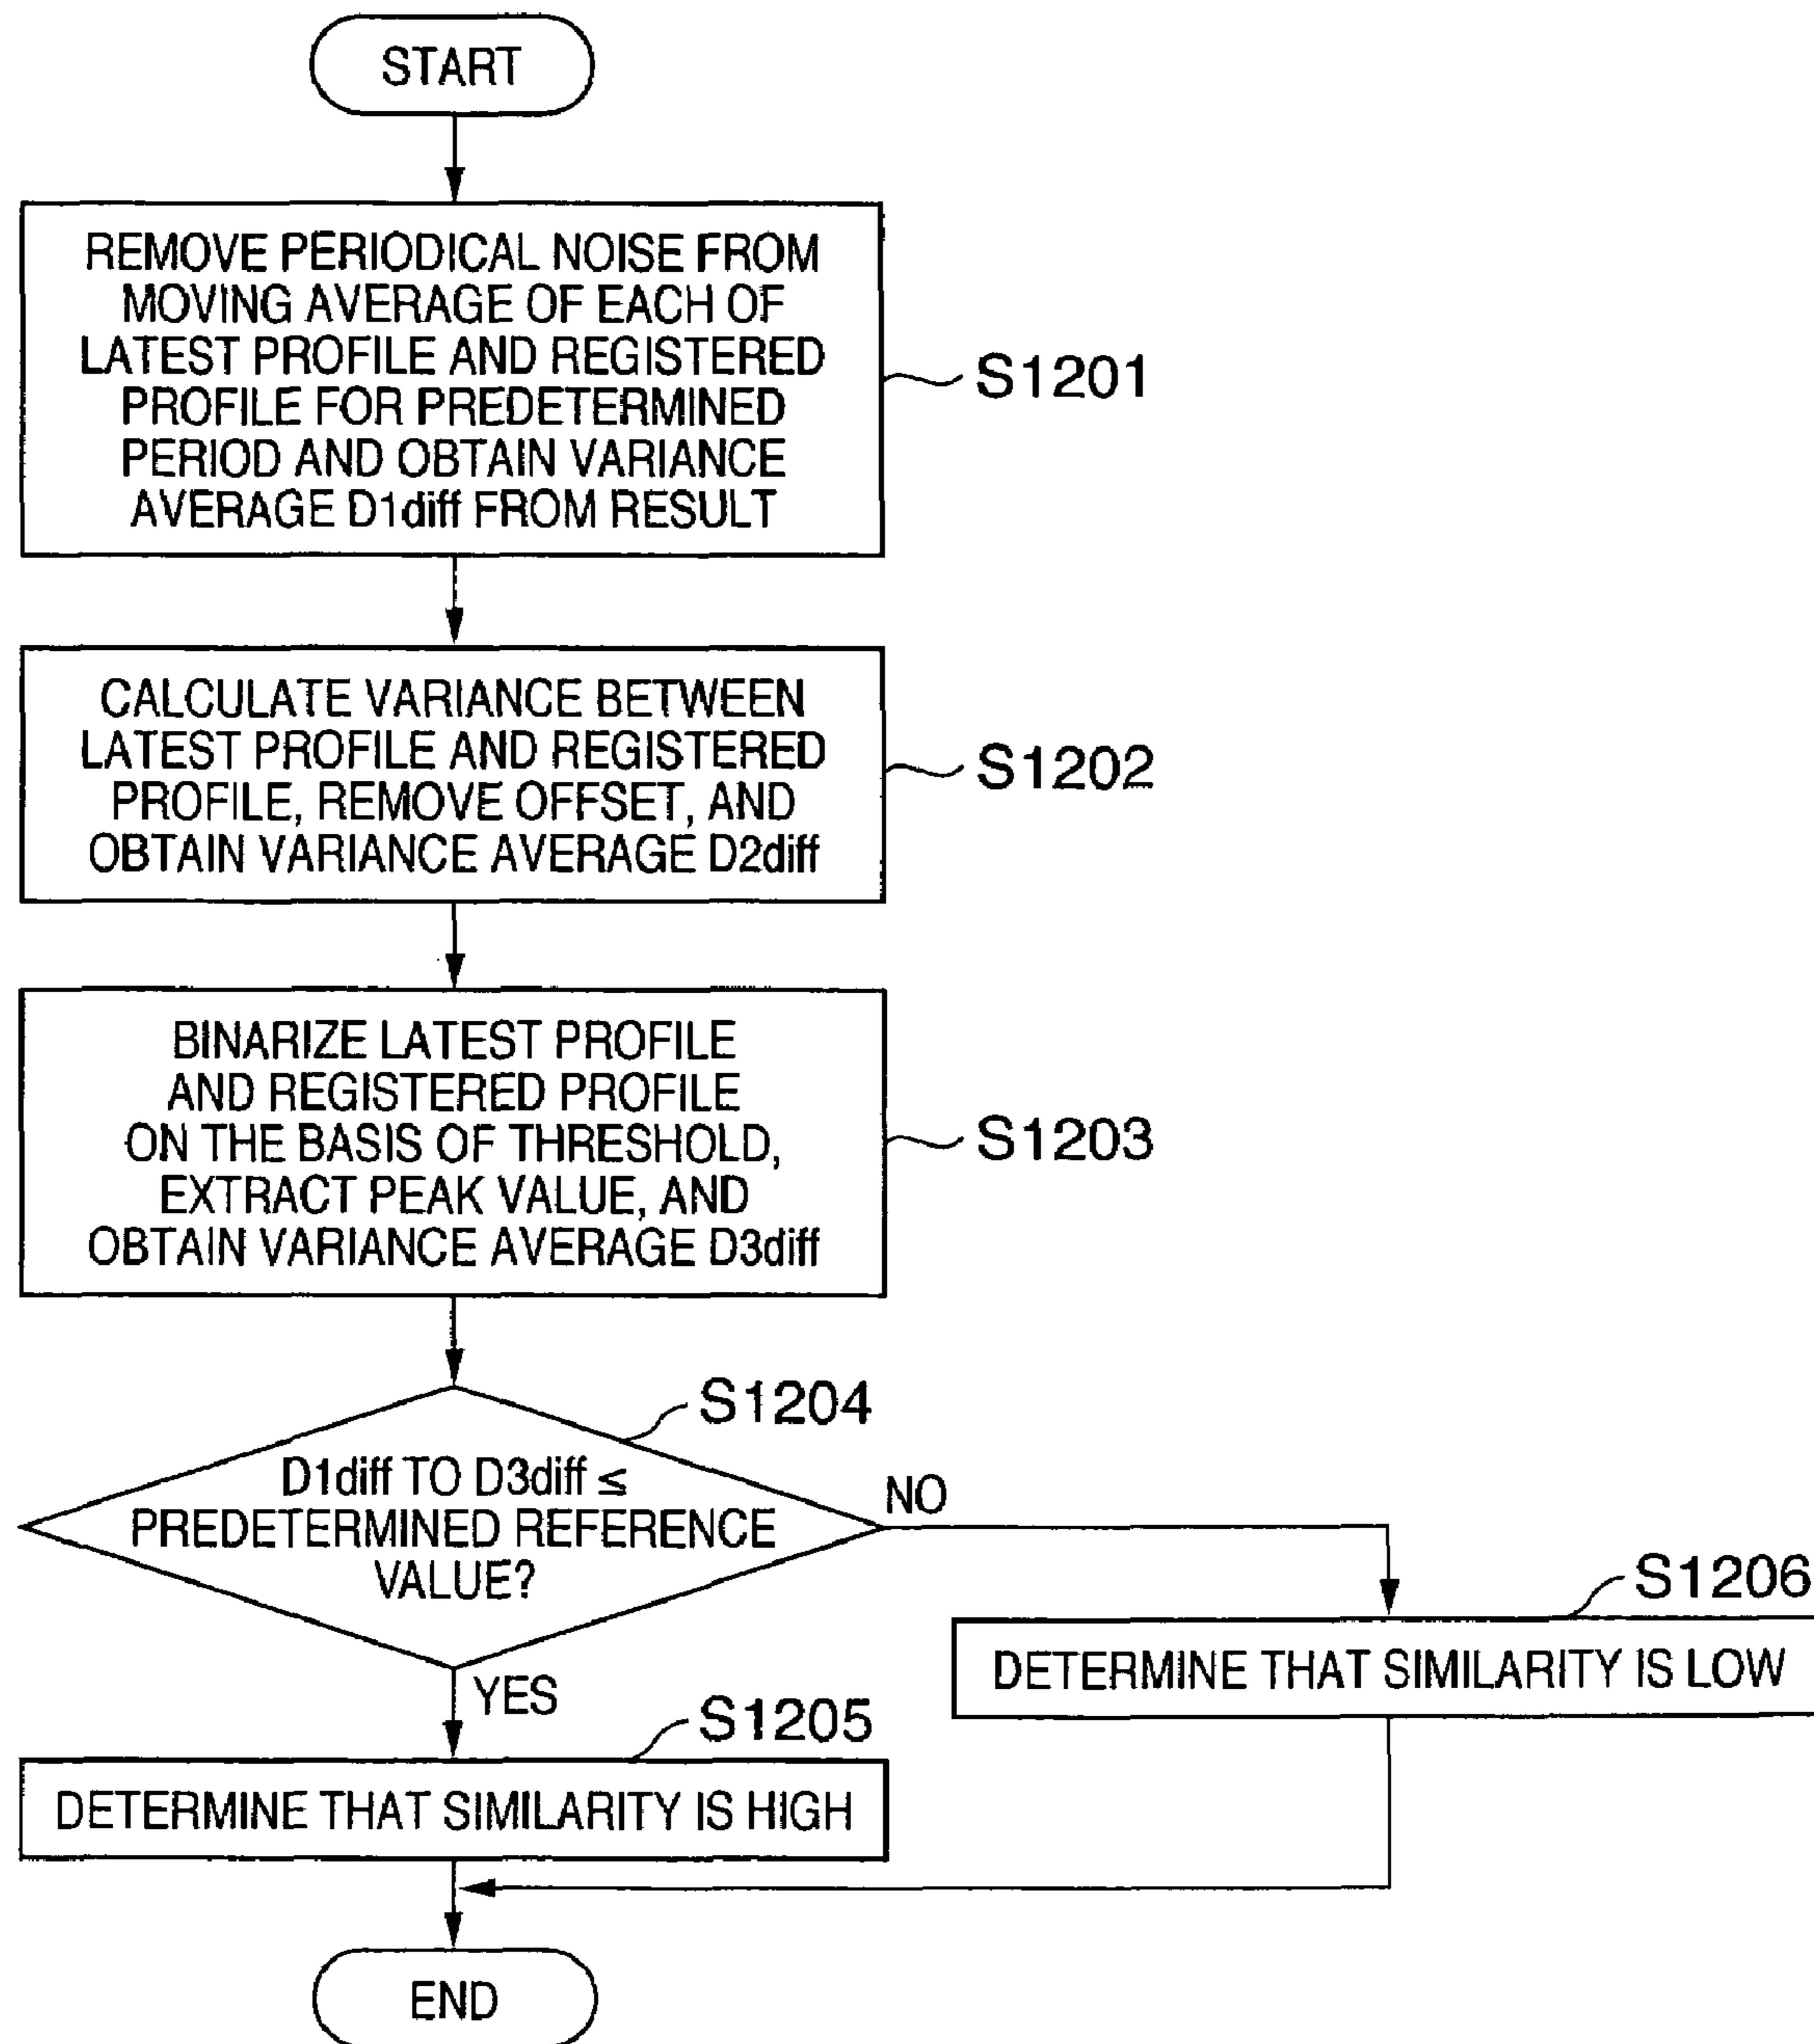 START
REMOVE PERIODICAL NOISE FROM
MOVING AVERAGE OF EACH OF
LATEST PROFILE AND REGISTERED
PROFILE FOR PREDETERMINED
PERIOD AND OBTAIN VARIANCE
AVERAGE D1diff FROM RESULT
S1201
CALCULATE VARIANCE BETWEEN
LATEST PROFILE AND REGISTERED
PROFILE, REMOVE OFFSET, AND
OBTAIN VARIANCE AVERAGE D2diff
S1202
BINARIZE LATEST PROFILE
AND REGISTERED PROFILE
ON THE BASIS OF THRESHOLD,
EXTRACT PEAK VALUE, AND
OBTAIN VARIANCE AVERAGE D3diff
S1203
S1204
D1diff TO D3diff ≤
PREDETERMINED REFERENCE
VALUE?
NO
S1206
DETERMINE THAT SIMILARITY IS LOW
YES
S1205
DETERMINE THAT SIMILARITY IS HIGH
END